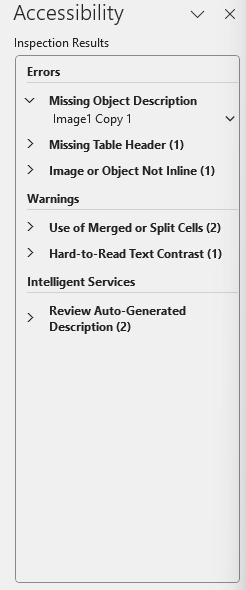 Accessibility
Inspection Results
Errors
Missing Object Description
Image1 Copy 1
Missing Table Header (1)
Image or Object Not Inline (1)
Warnings
Use of Merged or Split Cells (2)
Hard-to-Read Text Contrast (1)
Intelligent Services
Review Auto-Generated
Description (2)